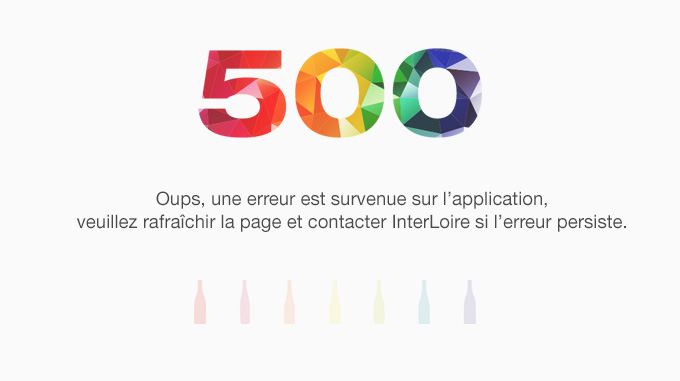 500
Oups, une erreur est survenue sur l’application,
veuillez rafraîchir la page et contacter InterLoire si l’erreur persiste.